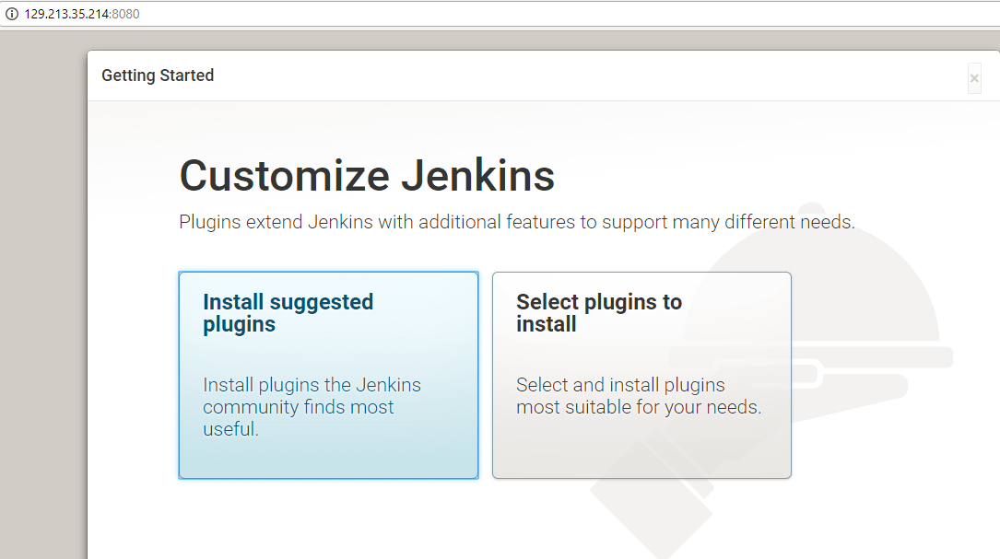 129.213.35.214:8080
Getting Started
×
Customize Jenkins
Plugins extend Jenkins with additional features to support many different needs.
Install suggested
plugins
Install plugins the Jenkins
community finds most
useful.
Select plugins to
install
Select and install plugins
most suitable for your needs.